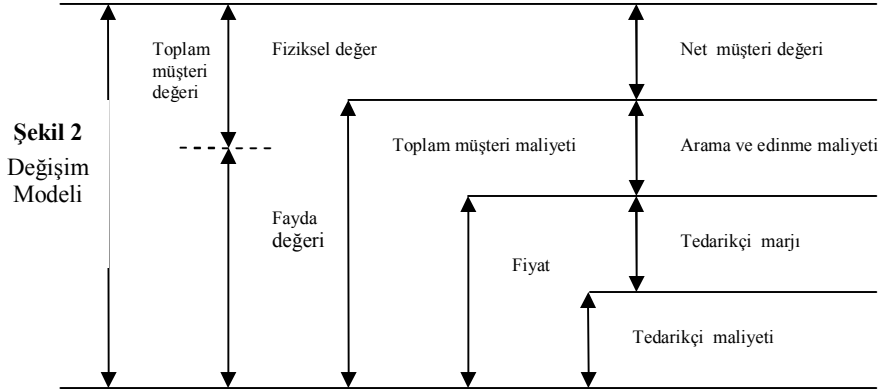 Şekil 2
Değişim
Modeli
Toplam
müşteri
değeri
Fiziksel değer
Fayda
değeri
Toplam müşteri maliyeti
Fiyat
Net müşteri değeri
Arama ve edinme maliyeti
Tedarikçi marjı
Tedarikçi maliyeti